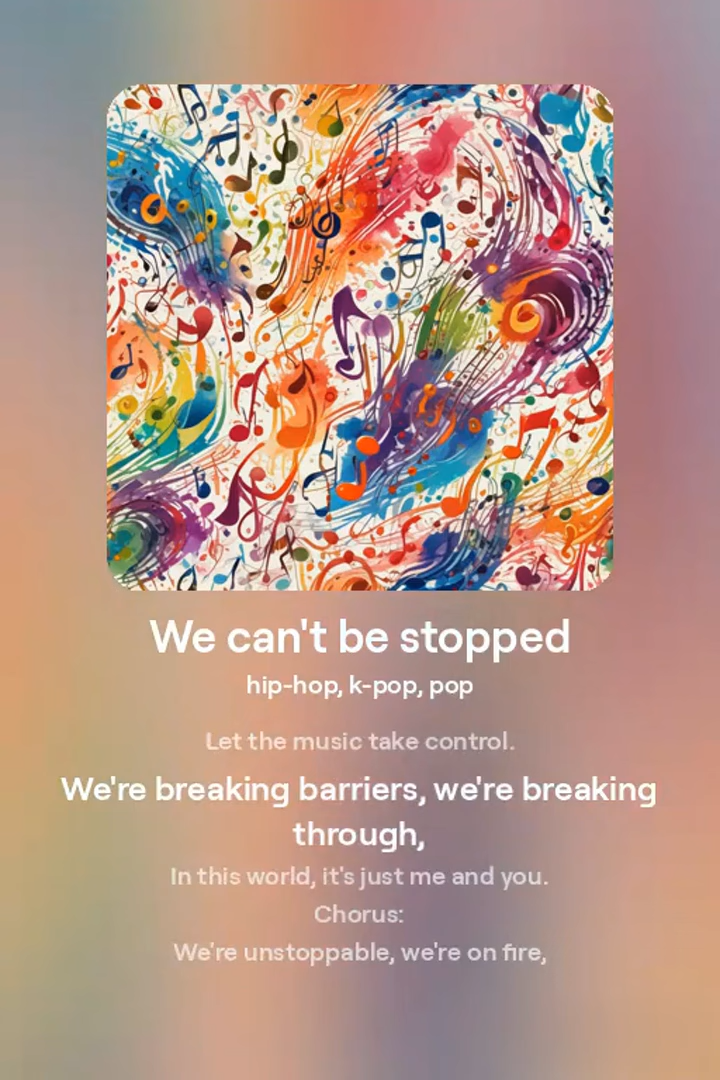 We can't be stopped
hip-hop, k-pop, pop
Let the music take control.
We're breaking barriers, we're breaking
through,
In this world, it's just me and you.
Chorus:
We're unstoppable, we're on fire,